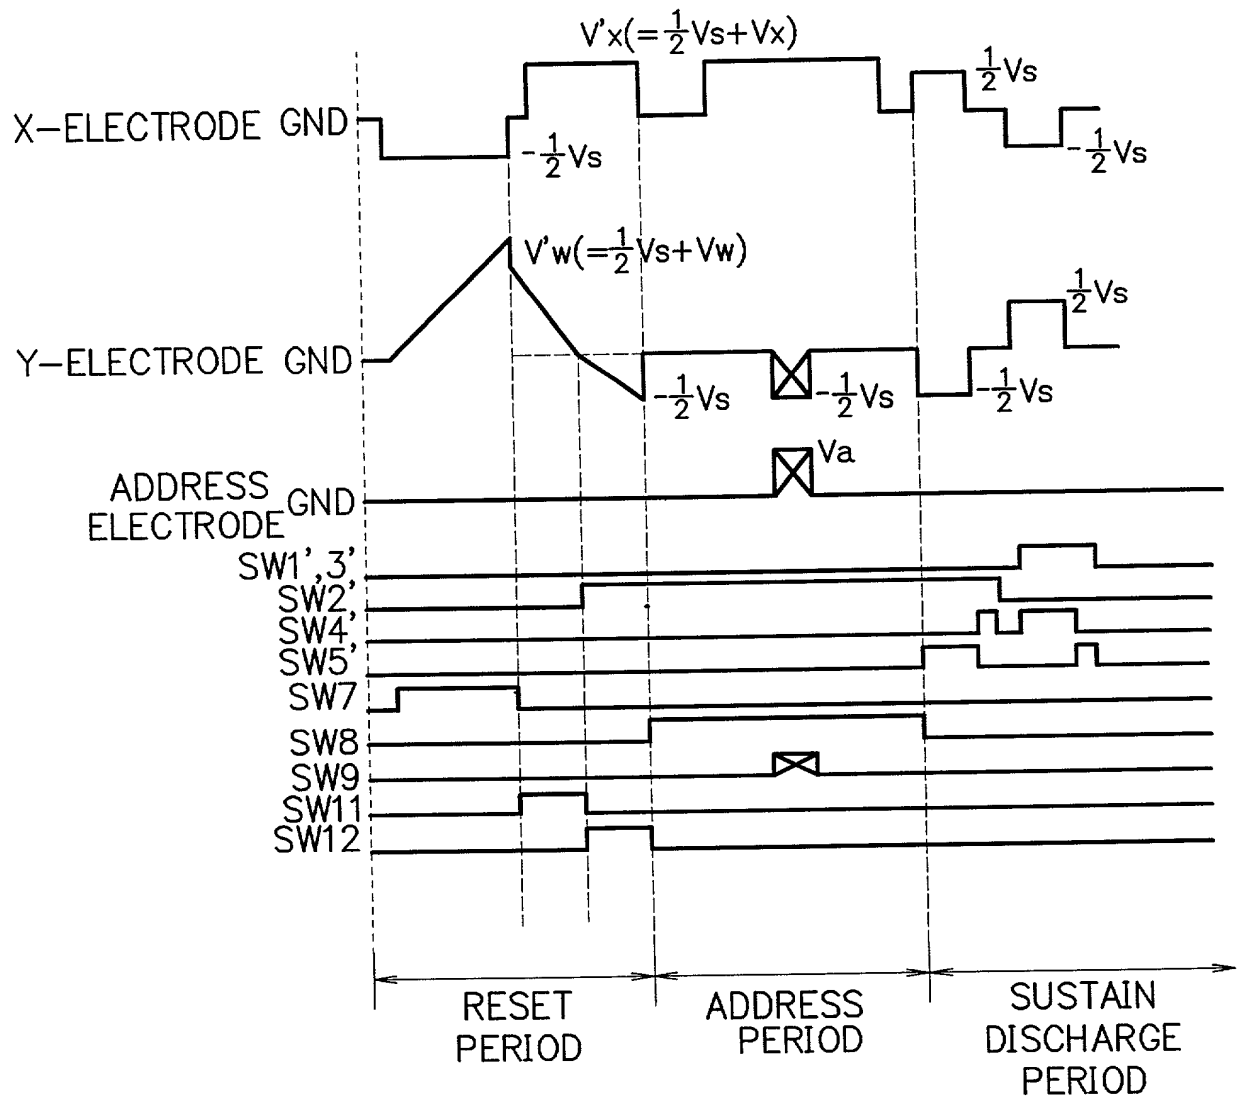 V'x(=1/2Vs+Vx)
1/2Vs
X-ELECTRODE GND
-1/2Vs
-1/2Vs
V'w(=1/2Vs+Vw)
1/2Vs
Y-ELECTRODE GND
-1/2Vs
-1/2Vs
-1/2Vs
Va
ADDRESS
ELECTRODE GND
SW1',3'
SW2'
SW4'
SW5'
SW7
SW8
SW9
SW11
SW12
RESET
PERIOD
ADDRESS
PERIOD
SUSTAIN
DISCHARGE
PERIOD